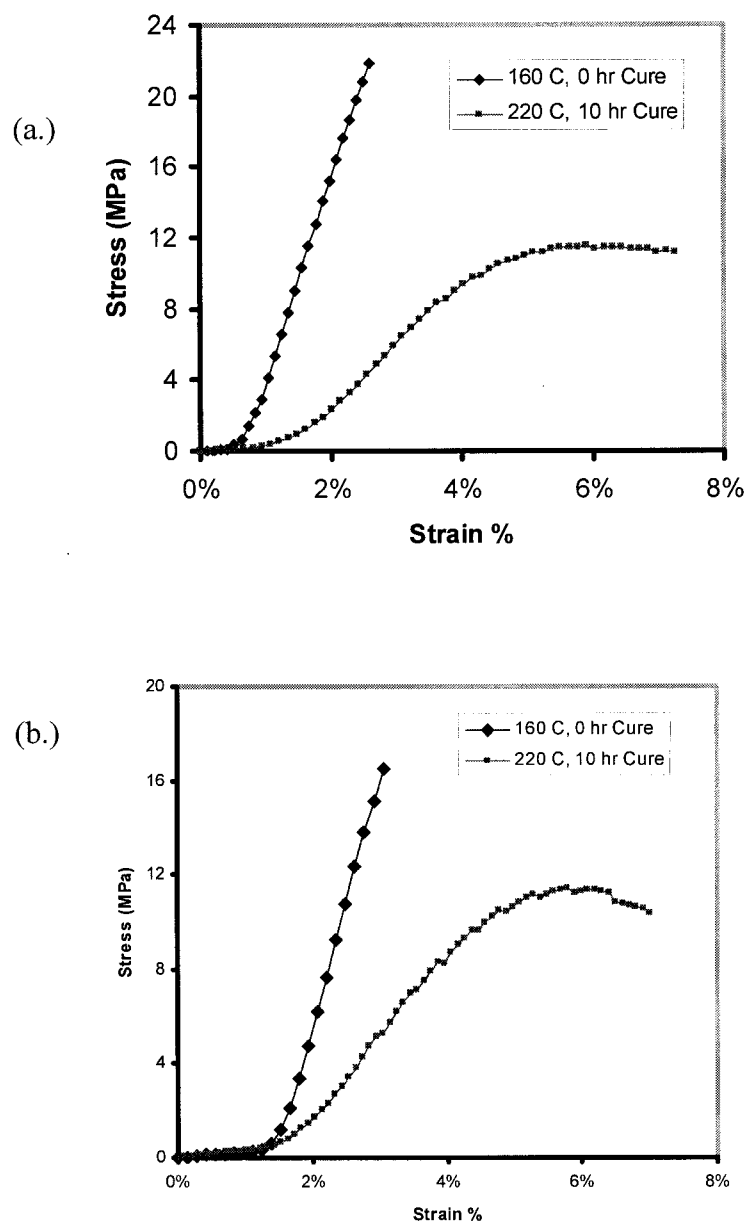 (a.)
24
20
16
12
8
4
0
Stress (MPa)
160 C, 0 hr Cure
220 C, 10 hr Cure
0% 2% 4% 6% 8%
Strain %
(b.)
20
16
12
8
4
0
Stress (MPa)
160 C, 0 hr Cure
220 C, 10 hr Cure
0% 2% 4% 6% 8%
Strain %